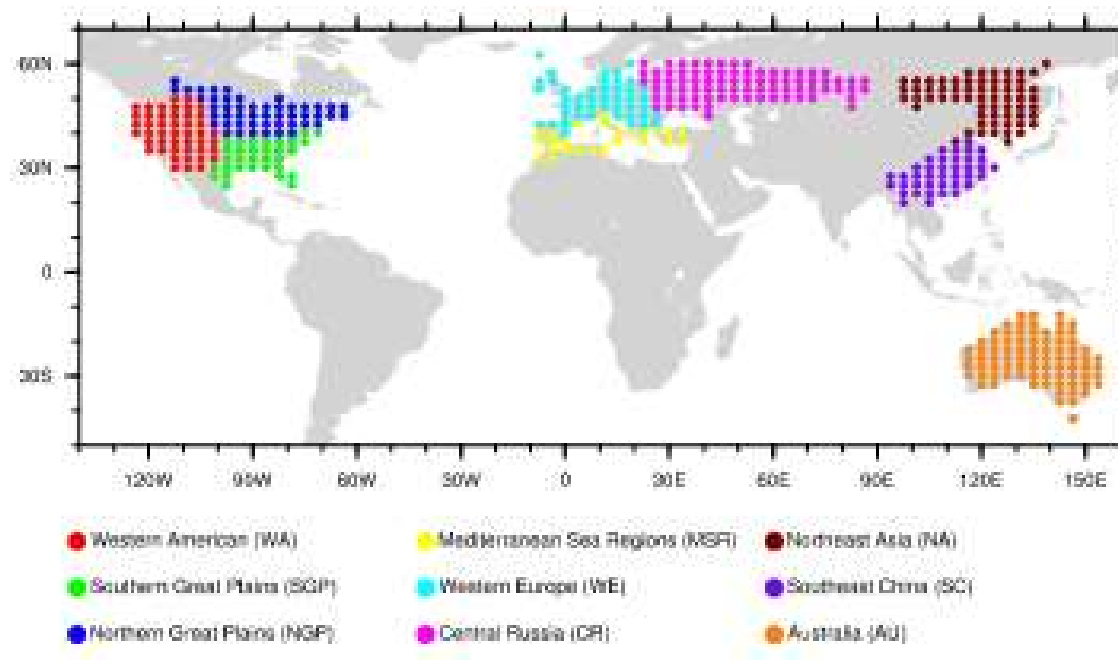 60N
30N
0
30S
120W 90W 60W 30W 0 30E 60E 90E 120E 150E
Western American (WA) Mediterranean Sea Regions (MSR) Northeast Asia (NA)
Southern Great Plains (SGP) Western Europe (WE) Southeast China (SC)
Northern Great Plains (NGP) Central Russia (CR) Australia (AU)